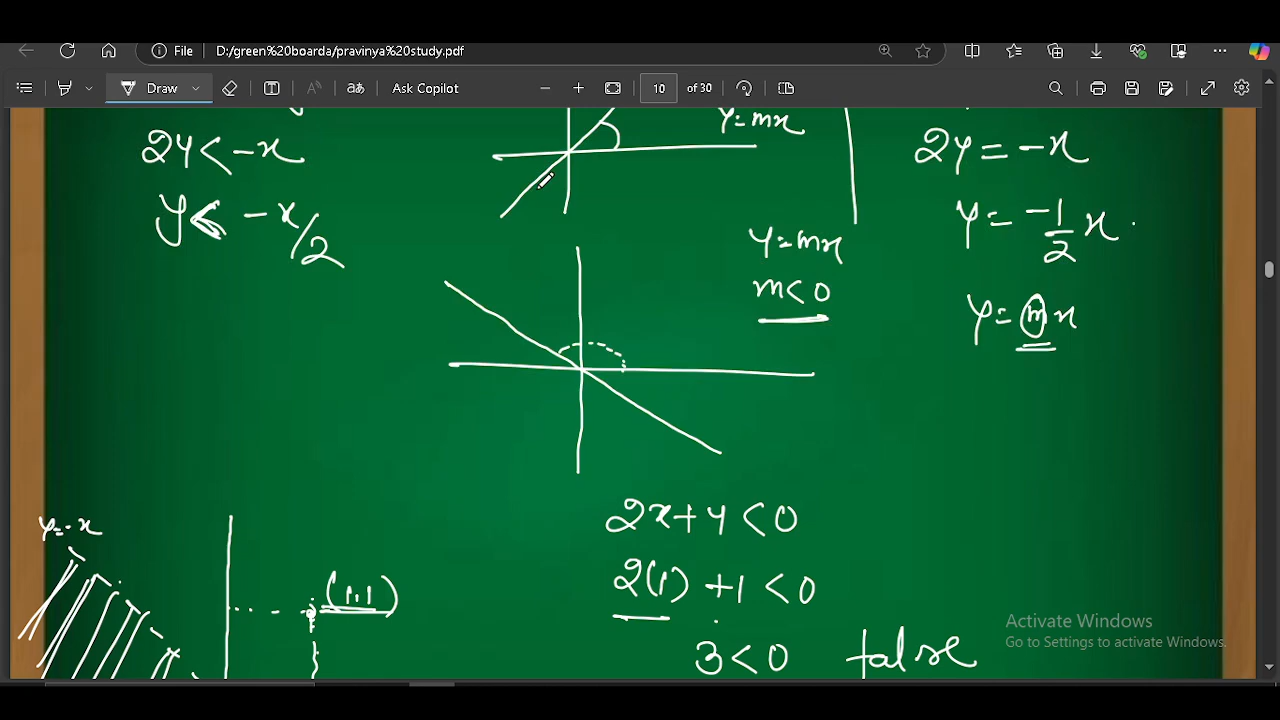 File D:/green%20boarda/pravinya%20study.pdf
Draw Ask Copilot 10 of 30
2y < -x
y < -x/2
y=mx
2y = -x
y = -1/2 x
y = mx
y=mx
m<0
2x+y<0
2(1) +1 <0
3<0 false
y=-x
(1,1)
Activate Windows
Go to Settings to activate Windows.